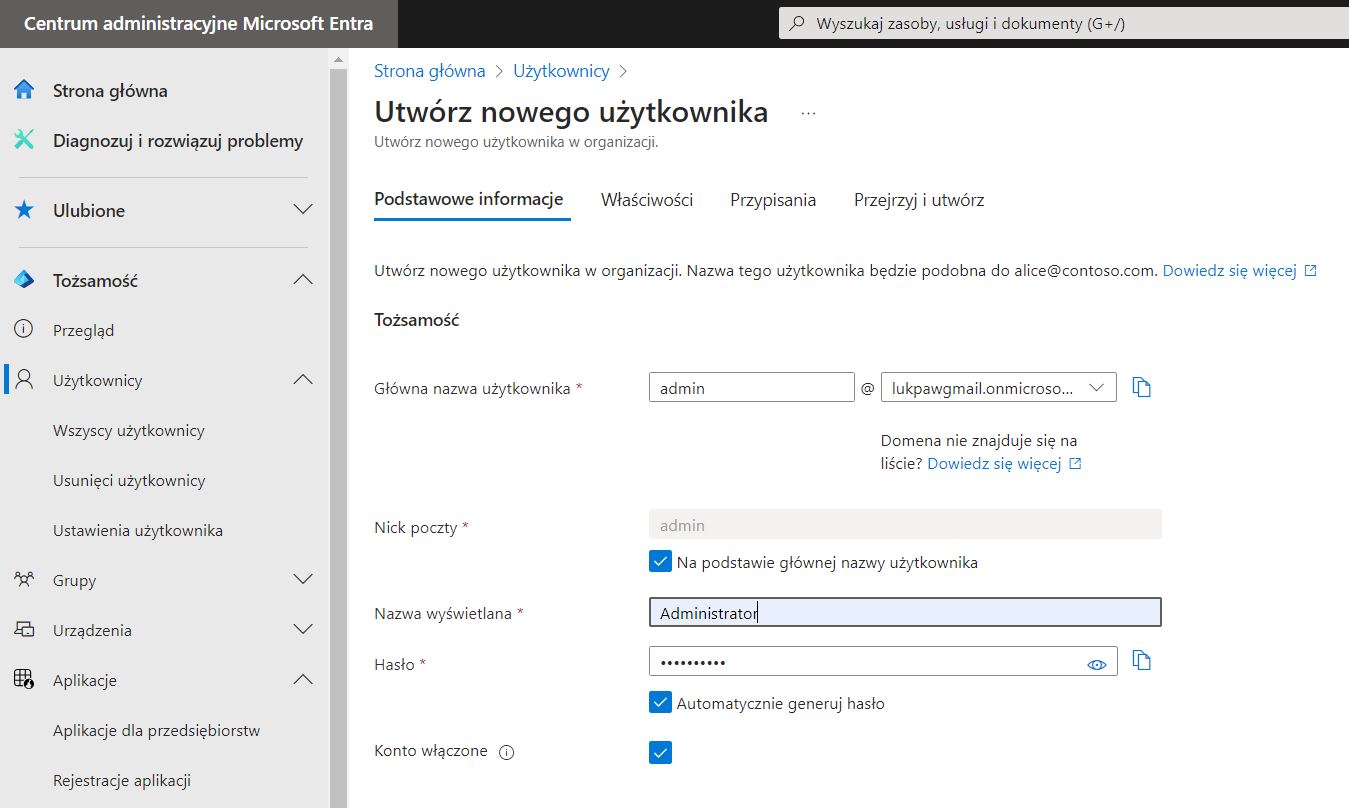 Centrum administracyjne Microsoft Entra
Wyszukaj zasoby, usługi i dokumenty (G+/)
Strona główna
Diagnozuj i rozwiązuj problemy
Ulubione
Tożsamość
Przegląd
Użytkownicy
Wszyscy użytkownicy
Usunięci użytkownicy
Ustawienia użytkownika
Grupy
Urządzenia
Aplikacje
Aplikacje dla przedsiębiorstw
Rejestracje aplikacji
Strona główna > Użytkownicy >
Utwórz nowego użytkownika ...
Utwórz nowego użytkownika w organizacji.
Podstawowe informacje Właściwości Przypisania Przejrzyj i utwórz
Utwórz nowego użytkownika w organizacji. Nazwa tego użytkownika będzie podobna do alice@contoso.com. Dowiedz się więcej
Tożsamość
Główna nazwa użytkownika * admin @ lukpawgmail.onmicroso...
Domena nie znajduje się na
liście? Dowiedz się więcej
Nick poczty * admin
Na podstawie głównej nazwy użytkownika
Nazwa wyświetlana * Administrator
Hasło * ••••••••••
Automatycznie generuj hasło
Konto włączone